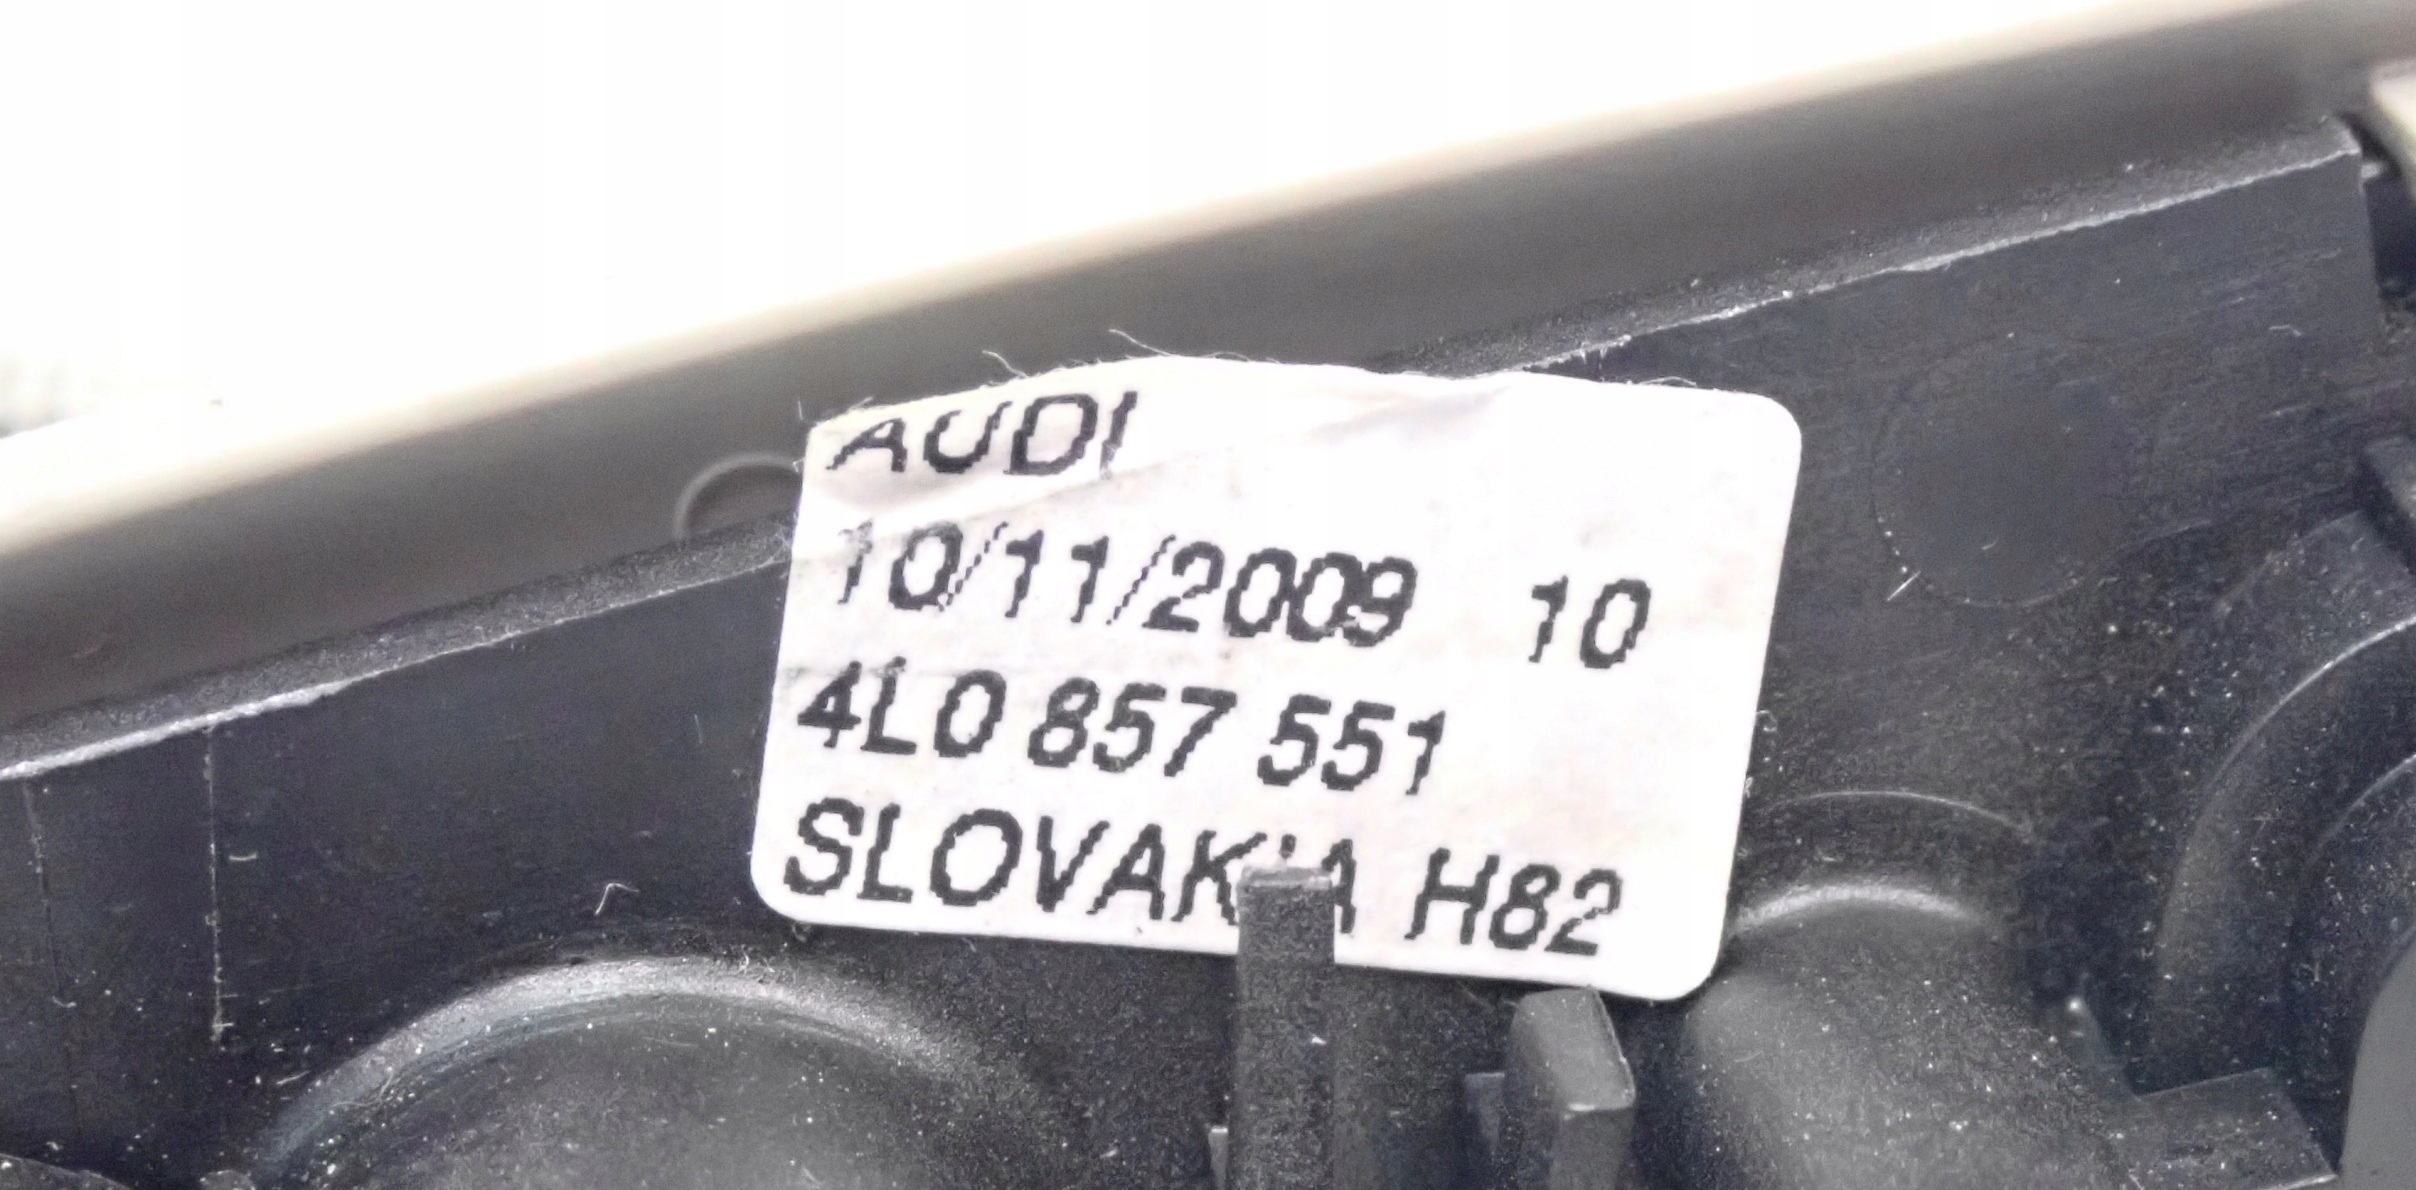 AUDI
10/11/2009 10
4L0 857 551
SLOVAKIA H82